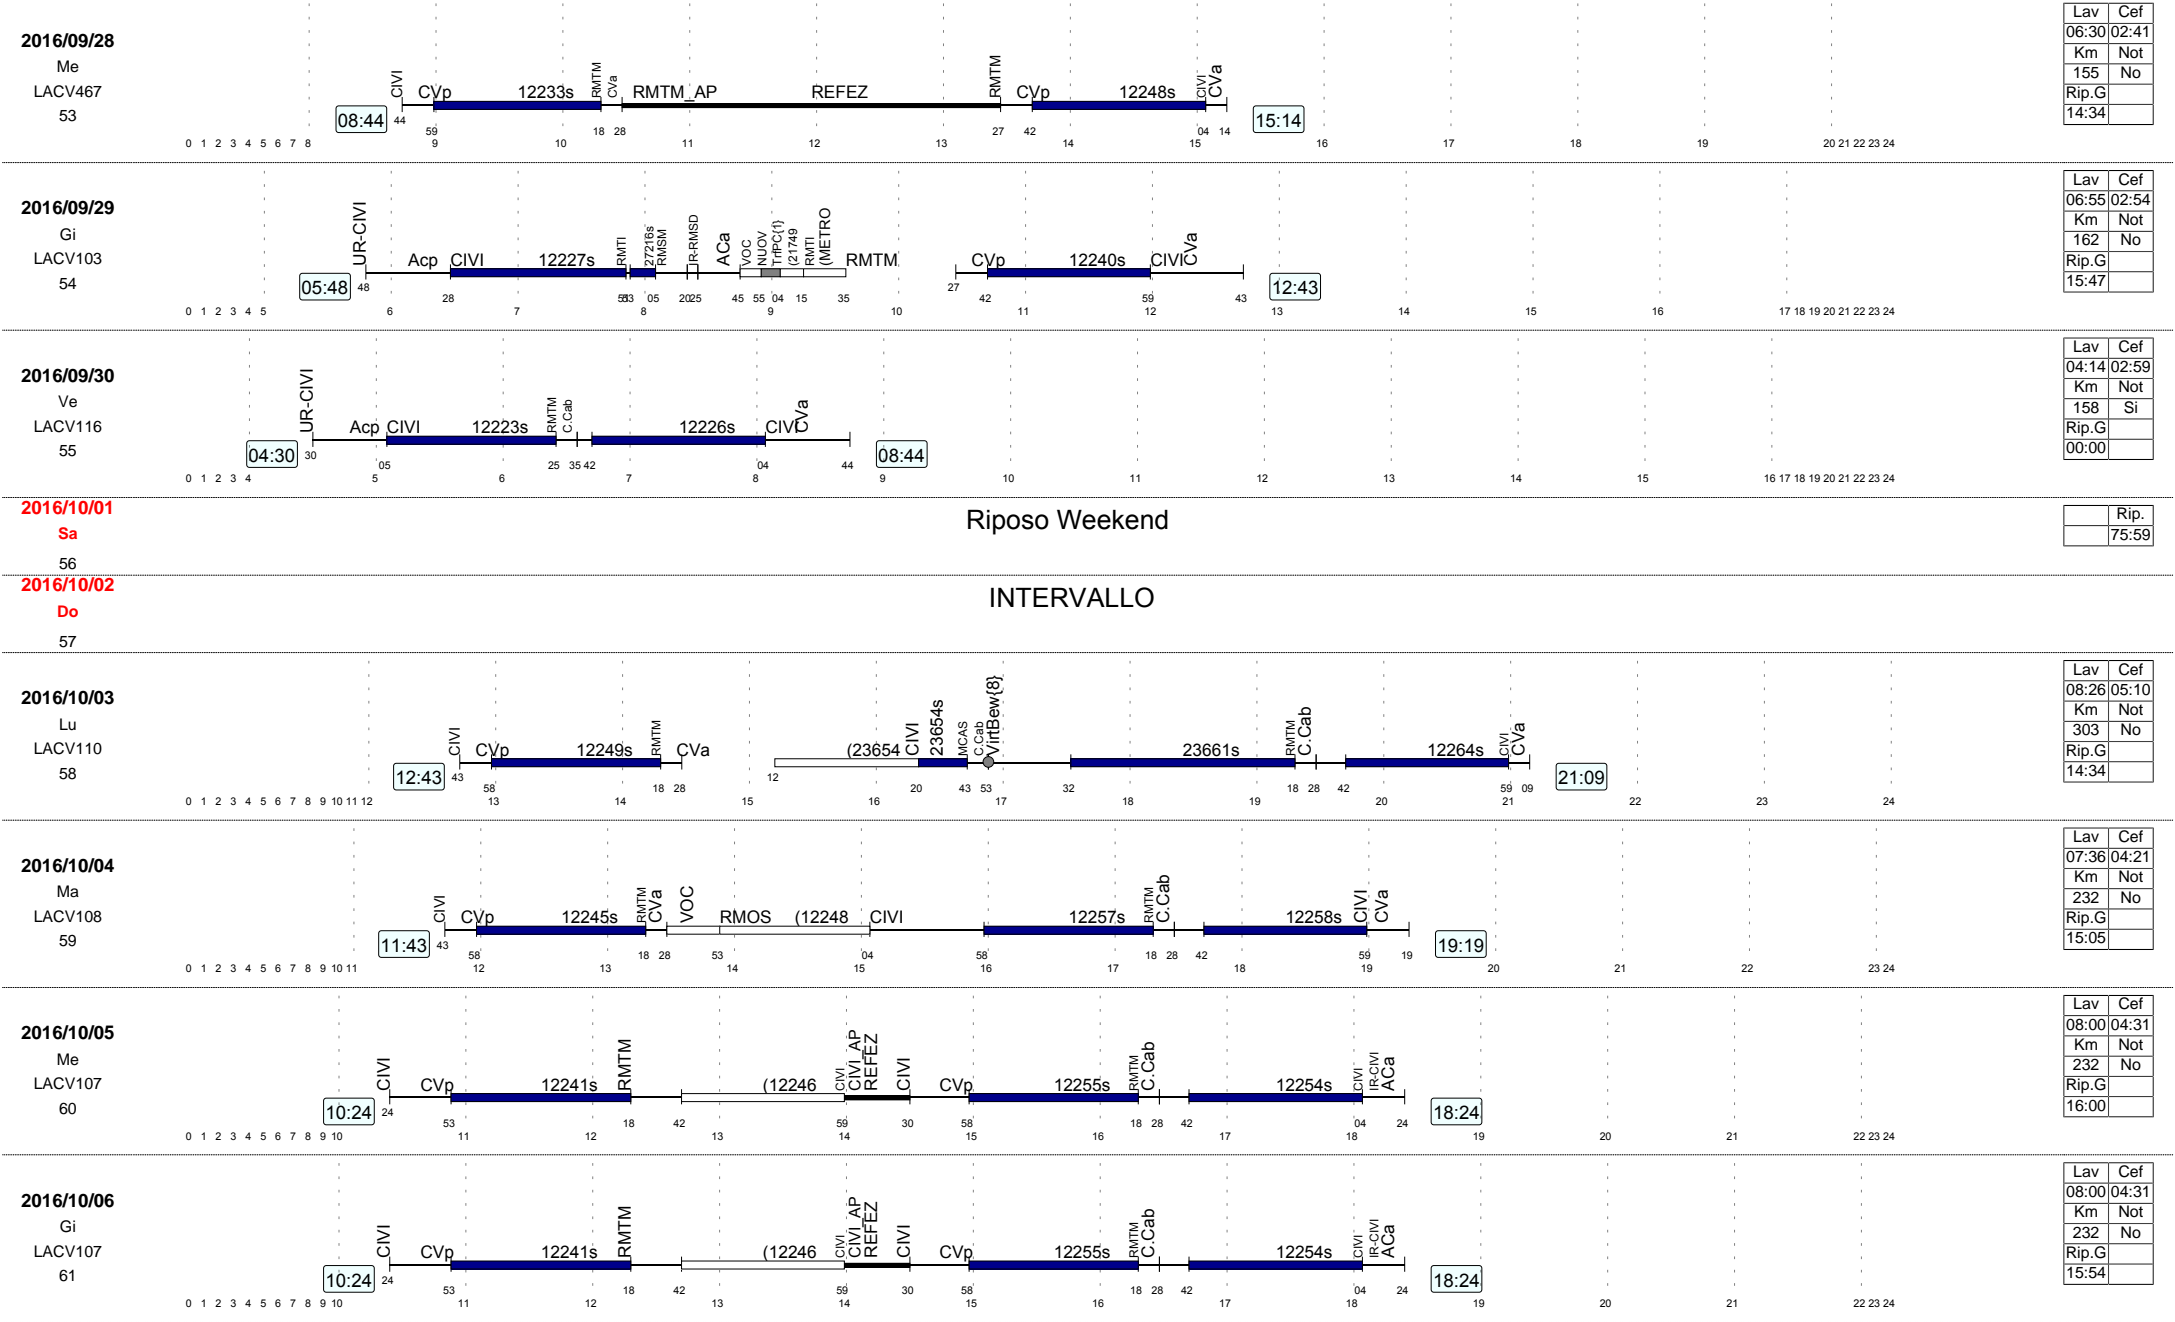 2016/09/28
Me
LACV467
53
08:44
CIVI CVp 12233s RMTM CVa RMTM_AP REFEZ RMTM CVp 12248s CIVI CVa
44 59 18 28 27 42 04 14
15:14
0 1 2 3 4 5 6 7 8 9 10 11 12 13 14 15 16 17 18 19 20 21 22 23 24
Lav Cef
06:30 02:41
Km Not
155 No
Rip.G
14:34
2016/09/29
Gi
LACV103
54
05:48
UR-CIVI Acp CIVI 12227s RMTI 27216s RMSM IR-RMSD ACa VOC NUOV TrPC{1} (21749 RMTI (METRO RMTM CVp 12240s CIVI CVa
48 28 05 20 25 45 55 04 15 35 27 42 59 43
12:43
0 1 2 3 4 5 6 7 8 9 10 11 12 13 14 15 16 17 18 19 20 21 22 23 24
Lav Cef
06:55 02:54
Km Not
162 No
Rip.G
15:47
2016/09/30
Ve
LACV116
55
04:30
UR-CIVI Acp CIVI 12223s RMTM C.Cab 12226s CIVI CVa
30 05 25 35 42 04 44
08:44
0 1 2 3 4 5 6 7 8 9 10 11 12 13 14 15 16 17 18 19 20 21 22 23 24
Lav Cef
04:14 02:59
Km Not
158 Si
Rip.G
00:00
2016/10/01
Sa
56
Riposo Weekend
Rip.
75:59
2016/10/02
Do
57
INTERVALLO
2016/10/03
Lu
LACV110
58
12:43
CIVI CVp 12249s RMTM CVa (23654 CIVI 23654s MCAS C.Cab VirtBew{8} 23661s RMTM C.Cab 12264s CIVI CVa
43 58 18 28 12 20 43 53 32 18 28 42 59 09
21:09
0 1 2 3 4 5 6 7 8 9 10 11 12 13 14 15 16 17 18 19 20 21 22 23 24
Lav Cef
08:26 05:10
Km Not
303 No
Rip.G
14:34
2016/10/04
Ma
LACV108
59
11:43
CIVI CVp 12245s RMTM CVa VOC RMOS (12248 CIVI 12257s RMTM C.Cab 12258s CIVI CVa
43 58 18 28 53 04 58 18 28 42 59 19
19:19
0 1 2 3 4 5 6 7 8 9 10 11 12 13 14 15 16 17 18 19 20 21 22 23 24
Lav Cef
07:36 04:21
Km Not
232 No
Rip.G
15:05
2016/10/05
Me
LACV107
60
10:24
CIVI CVp 12241s RMTM (12246 CIVI CIVI_AP REFEZ CIVI CVp 12255s RMTM C.Cab 12254s CIVI IR-CIVI ACa
24 53 18 42 59 30 58 18 28 42 04 24
18:24
0 1 2 3 4 5 6 7 8 9 10 11 12 13 14 15 16 17 18 19 20 21 22 23 24
Lav Cef
08:00 04:31
Km Not
232 No
Rip.G
16:00
2016/10/06
Gi
LACV107
61
10:24
CIVI CVp 12241s RMTM (12246 CIVI CIVI_AP REFEZ CIVI CVp 12255s RMTM C.Cab 12254s CIVI IR-CIVI ACa
24 53 18 42 59 30 58 18 28 42 04 24
18:24
0 1 2 3 4 5 6 7 8 9 10 11 12 13 14 15 16 17 18 19 20 21 22 23 24
Lav Cef
08:00 04:31
Km Not
232 No
Rip.G
15:54